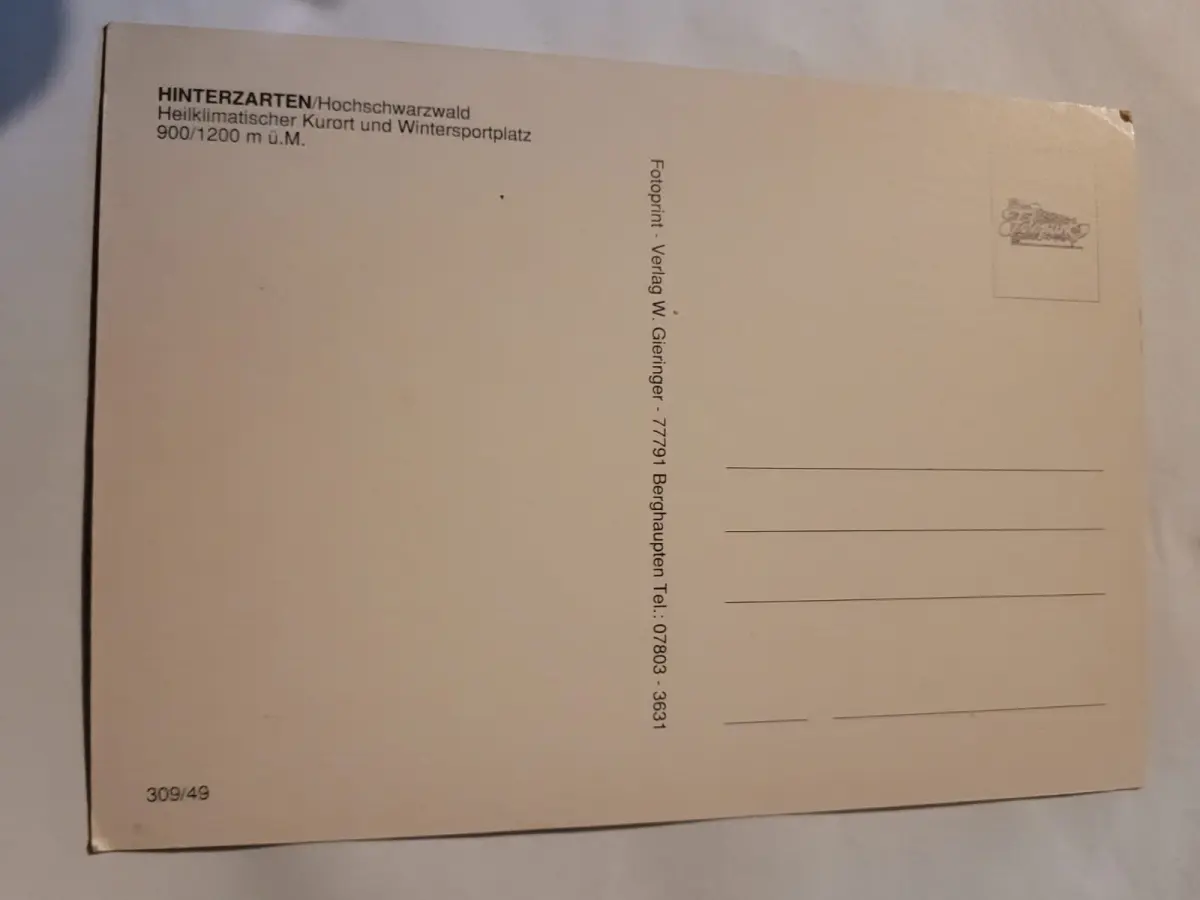 HINTERZARTEN/Hochschwarzwald
Heilklimatischer Kurort und Wintersportplatz
900/1200 m ü.M.
Fotoprint - Verlag W. Gieringer - 77791 Berghaupten Tel.: 07803 - 3631
309/49